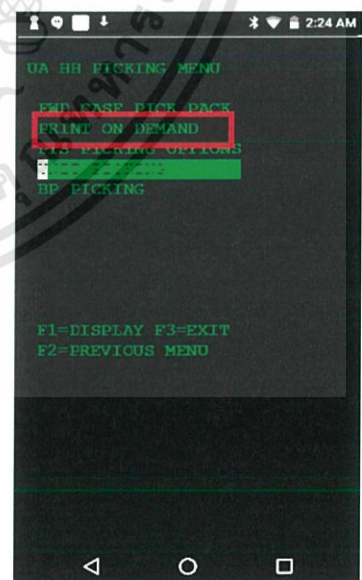 2:24 AM
UA HH PICKING MENU
FWD CASE PICK PACK
PRINT ON DEMAND
PICKING OPTIONS
BP PICKING
F1=DISPLAY F3=EXIT
F2=PREVIOUS MENU